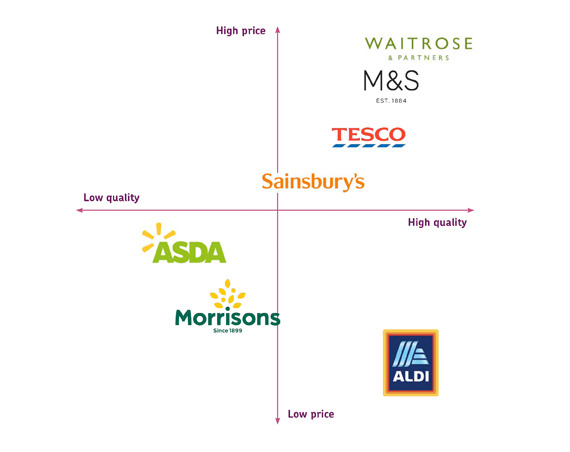 High price
WAITROSE
& PARTNERS
M&S
EST. 1884
TESCO
Sainsbury's
Low quality
High quality
ASDA
Morrisons
Since 1899
ALDI
Low price